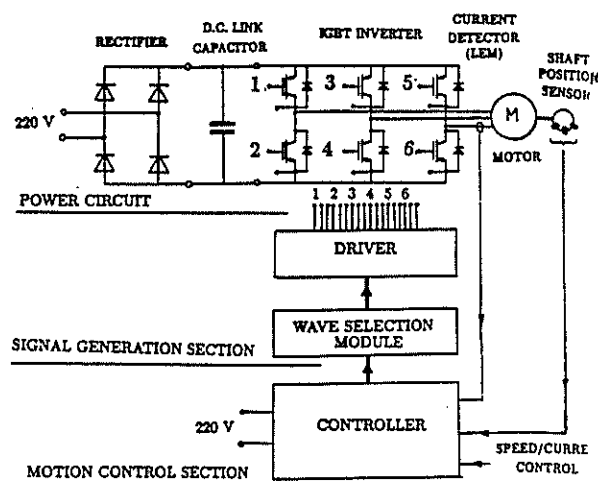 RECTIFIER
D.C. LINK
CAPACITOR
IGBT INVERTER
CURRENT
DETECTOR
(LEM)
SHAFT
POSITION
SENSOR
1
3
5
220 V
M
MOTOR
2
4
6
POWER CIRCUIT
1 2 3 4 5 6
DRIVER
WAVE SELECTION
MODULE
SIGNAL GENERATION SECTION
CONTROLLER
220 V
SPEED/CURRE
CONTROL
MOTION CONTROL SECTION